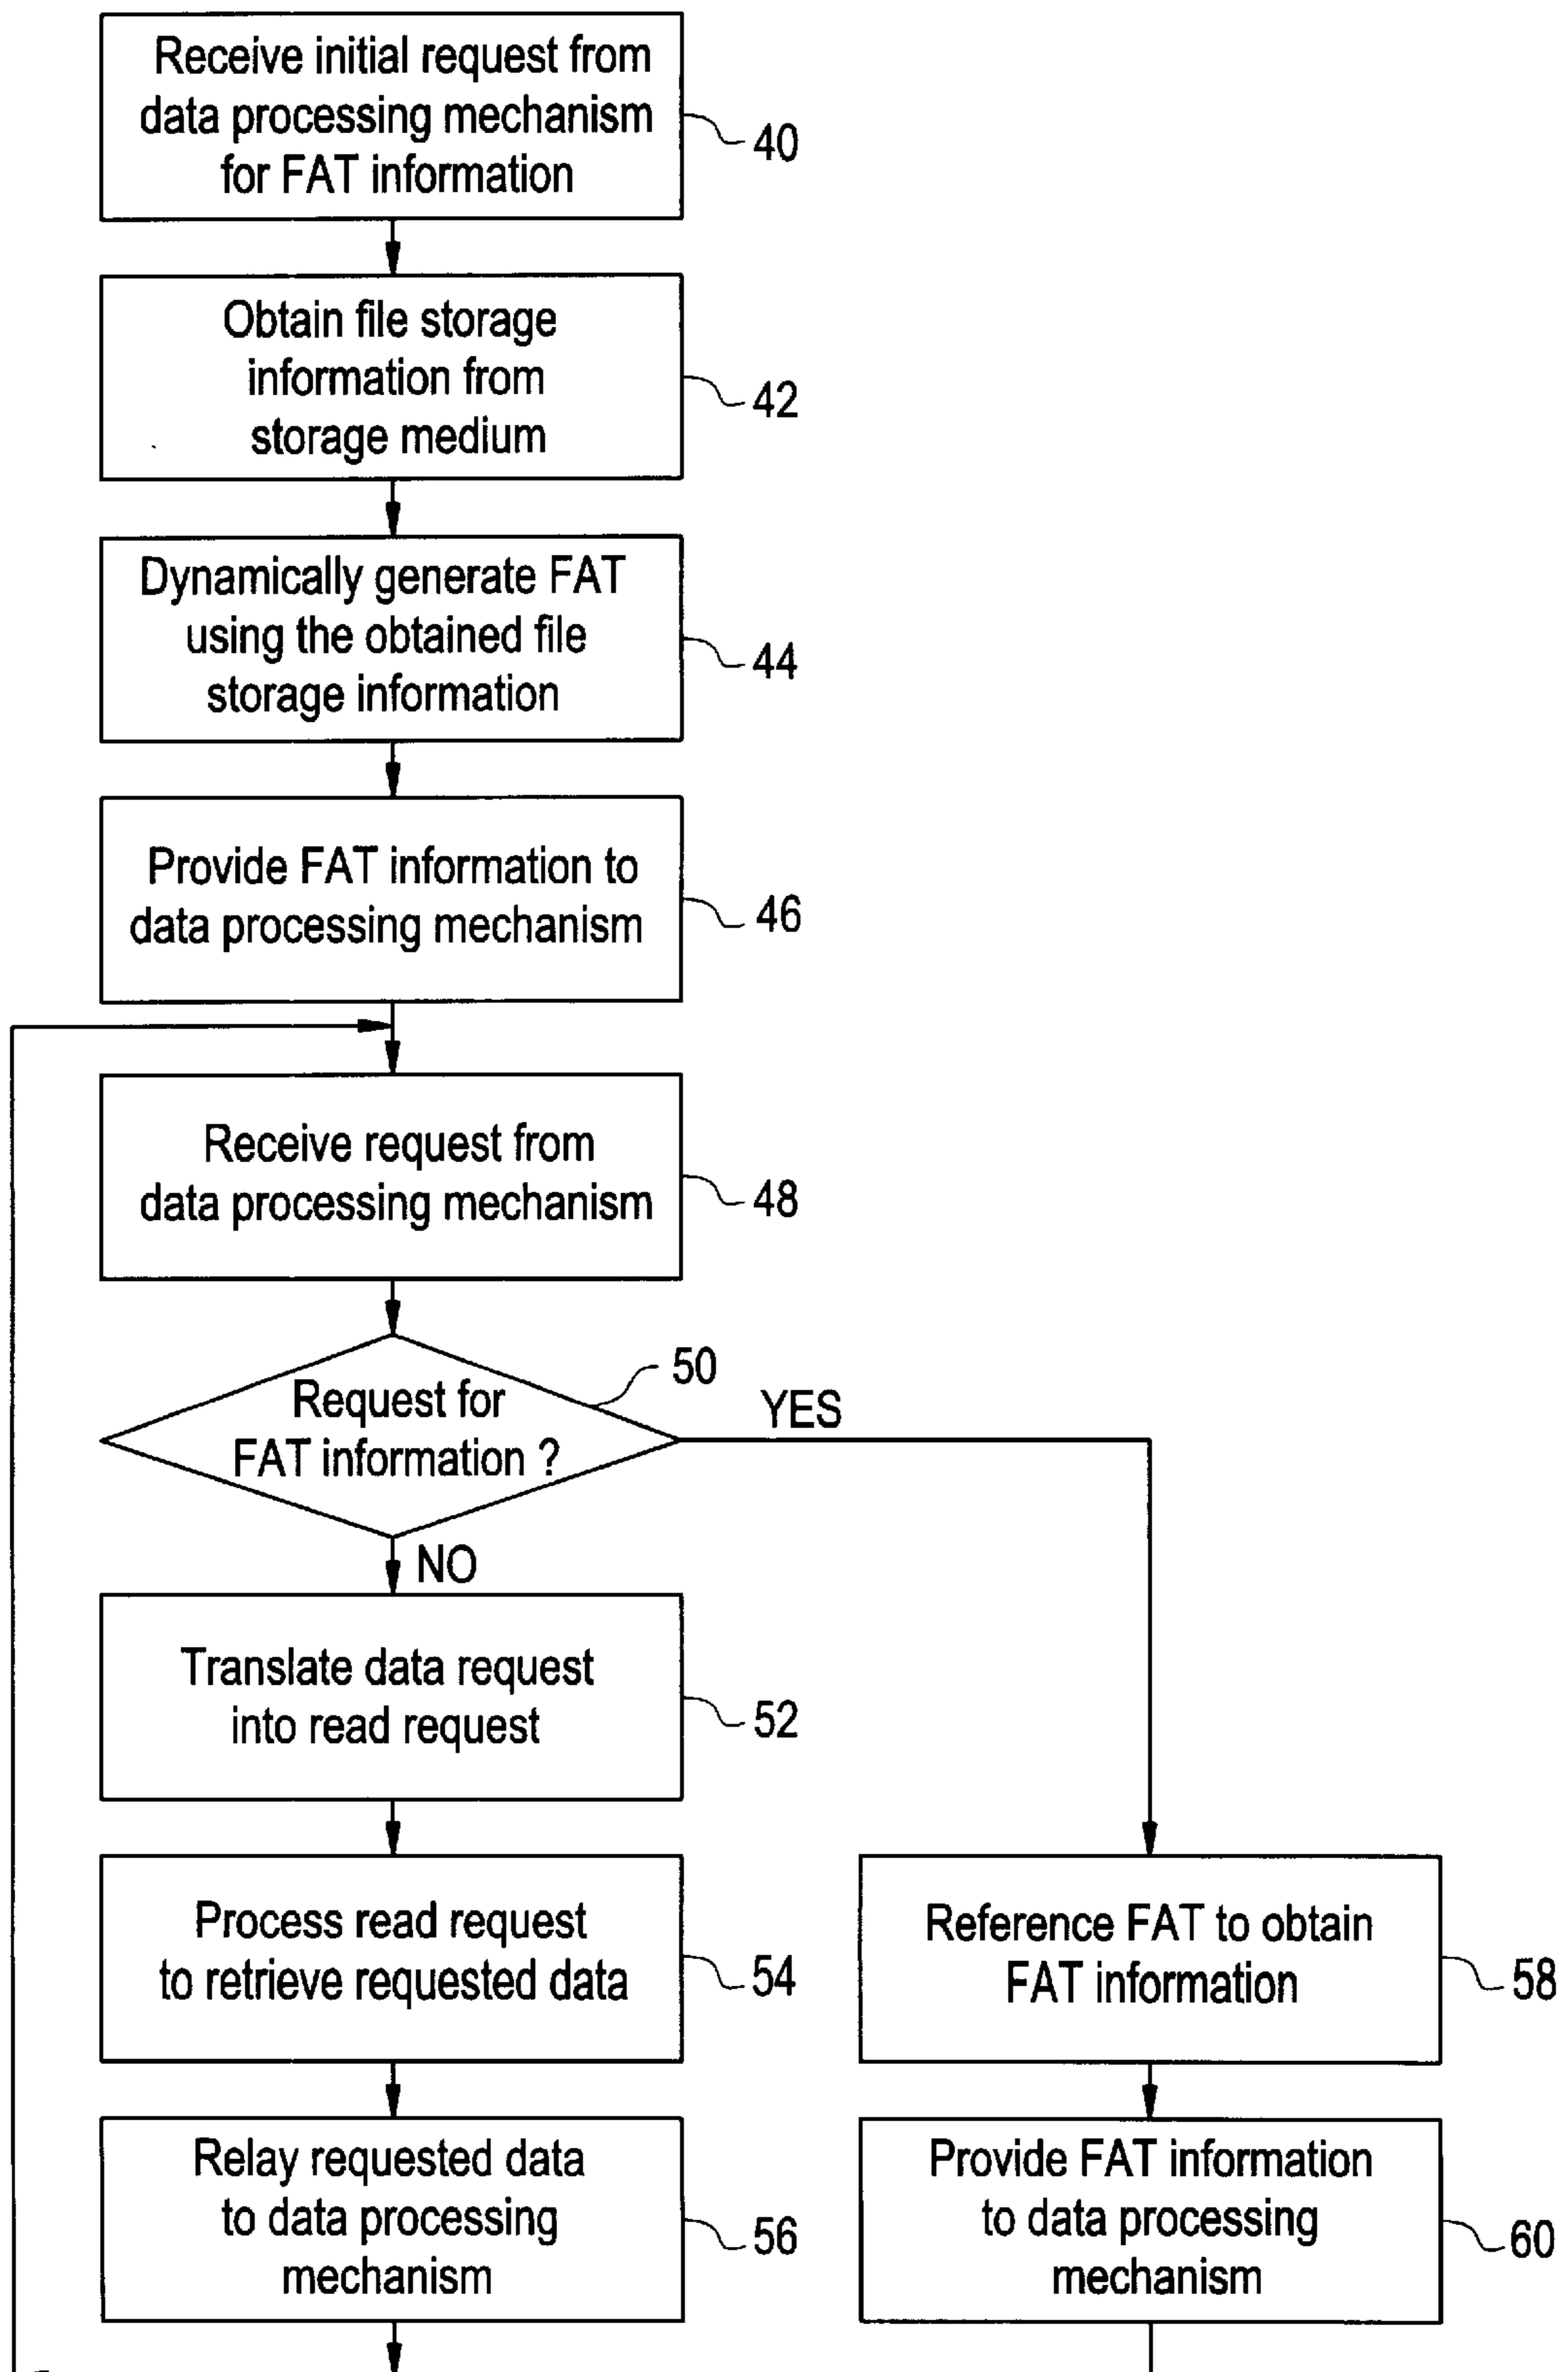 Receive initial request from
data processing mechanism
for FAT information
40
Obtain file storage
information from
storage medium
42
Dynamically generate FAT
using the obtained file
storage information
44
Provide FAT information to
data processing mechanism
46
Receive request from
data processing mechanism
48
Request for
FAT information ?
50
YES
NO
Translate data request
into read request
52
Process read request
to retrieve requested data
54
Reference FAT to obtain
FAT information
58
Relay requested data
to data processing
mechanism
56
Provide FAT information
to data processing
mechanism
60